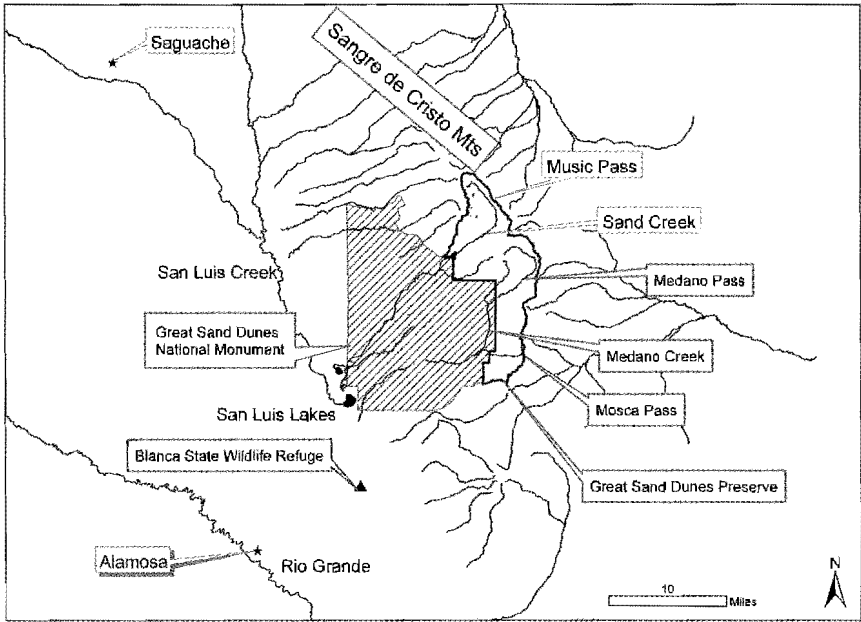 Saguache
Sangre de Cristo Mts
Music Pass
Sand Creek
San Luis Creek
Medano Pass
Great Sand Dunes
National Monument
Medano Creek
San Luis Lakes
Mosca Pass
Blanca State Wildlife Refuge
Great Sand Dunes Preserve
Alamosa
Rio Grande
N
10
Miles